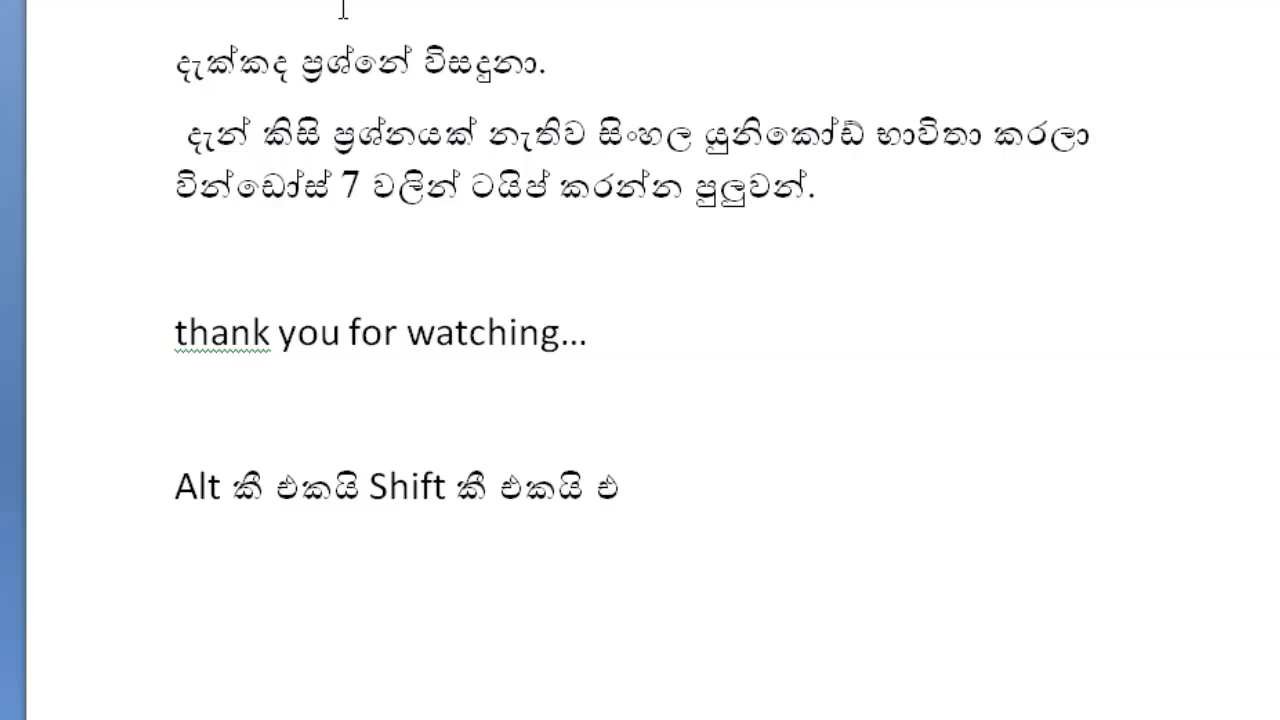 දැක්කද ප්‍රශ්නේ විසදුනා.
දැන් කිසි ප්‍රශ්නයක් නැතිව සිංහල යුනිකෝඩ් භාවිතා කරලා
වින්ඩෝස් 7 වලින් ටයිප් කරන්න පුලුවන්.
thank you for watching...
Alt කී එකයි Shift කී එකයි එ